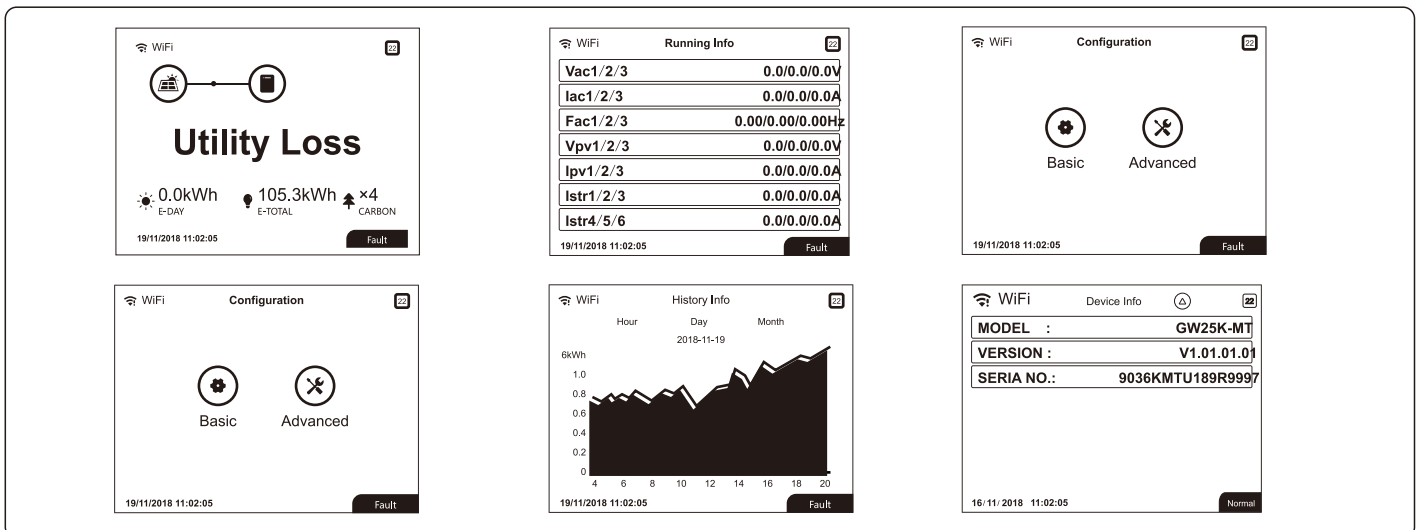 WiFi 22
Utility Loss
0.0kWh 105.3kWh ×4
E-DAY E-TOTAL CARBON
19/11/2018 11:02:05 Fault
WiFi Running Info 22
Vac1/2/3 0.0/0.0/0.0V
Iac1/2/3 0.0/0.0/0.0A
Fac1/2/3 0.00/0.00/0.00Hz
Vpv1/2/3 0.0/0.0/0.0V
Ipv1/2/3 0.0/0.0/0.0A
Istr1/2/3 0.0/0.0/0.0A
Istr4/5/6 0.0/0.0/0.0A
19/11/2018 11:02:05 Fault
WiFi Configuration 22
Basic Advanced
19/11/2018 11:02:05 Fault
WiFi Configuration 22
Basic Advanced
19/11/2018 11:02:05 Fault
WiFi History Info 22
Hour Day Month
2018-11-19
6kWh
1.0
0.8
0.6
0.4
0.2
0
4 6 8 10 12 14 16 18 20
19/11/2018 11:02:05 Fault
WiFi Device Info 22
MODEL : GW25K-MT
VERSION : V1.01.01.01
SERIA NO.: 9036KMTU189R9997
16/11/2018 11:02:05 Normal